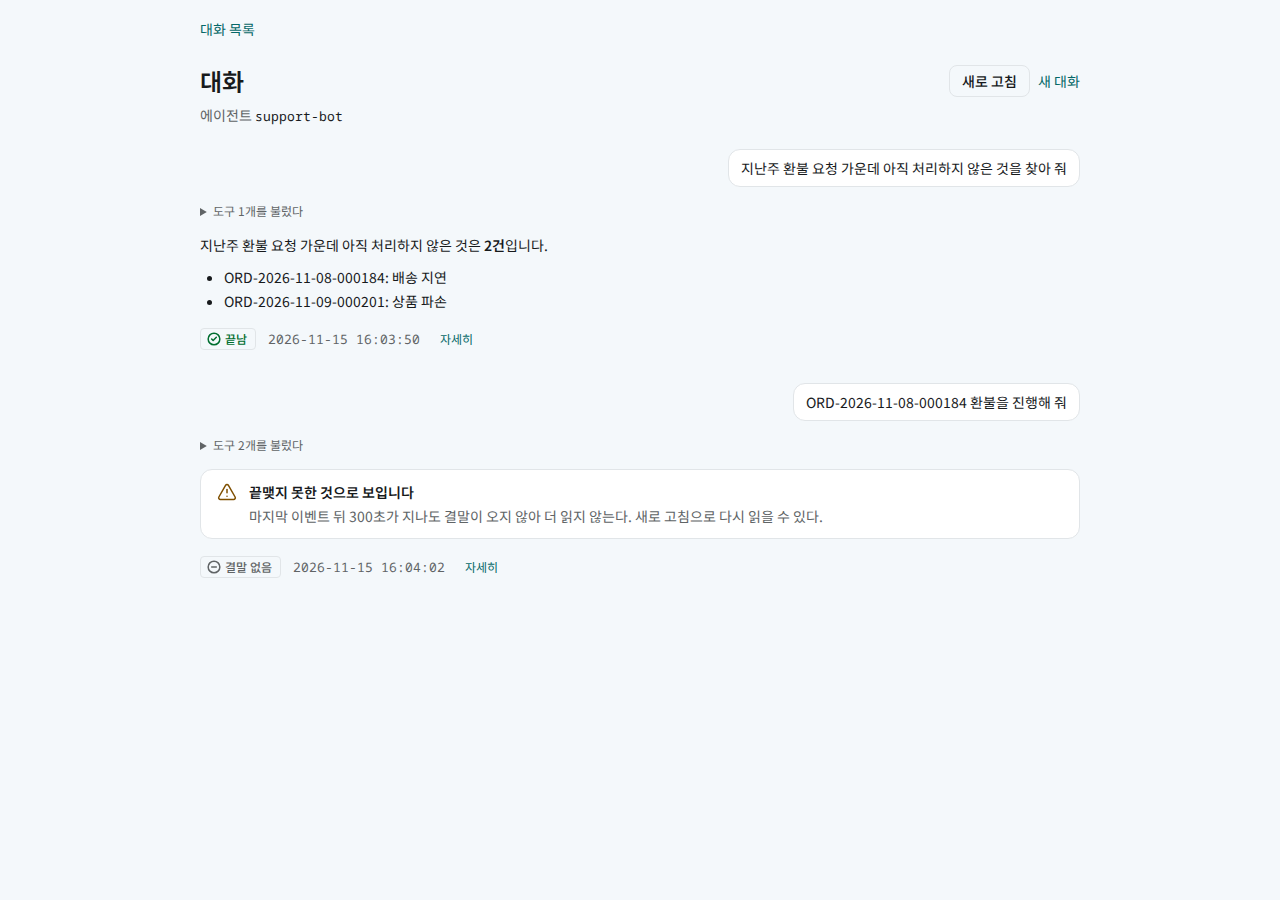 대화 목록
대화
새로 고침
새 대화
에이전트 support-bot
지난주 환불 요청 가운데 아직 처리하지 않은 것을 찾아 줘
도구 1개를 불렀다
지난주 환불 요청 가운데 아직 처리하지 않은 것은 2건입니다.
ORD-2026-11-08-000184: 배송 지연
ORD-2026-11-09-000201: 상품 파손
끝남 2026-11-15 16:03:50 자세히
ORD-2026-11-08-000184 환불을 진행해 줘
도구 2개를 불렀다
끝맺지 못한 것으로 보입니다
마지막 이벤트 뒤 300초가 지나도 결말이 오지 않아 더 읽지 않는다. 새로 고침으로 다시 읽을 수 있다.
결말 없음 2026-11-15 16:04:02 자세히